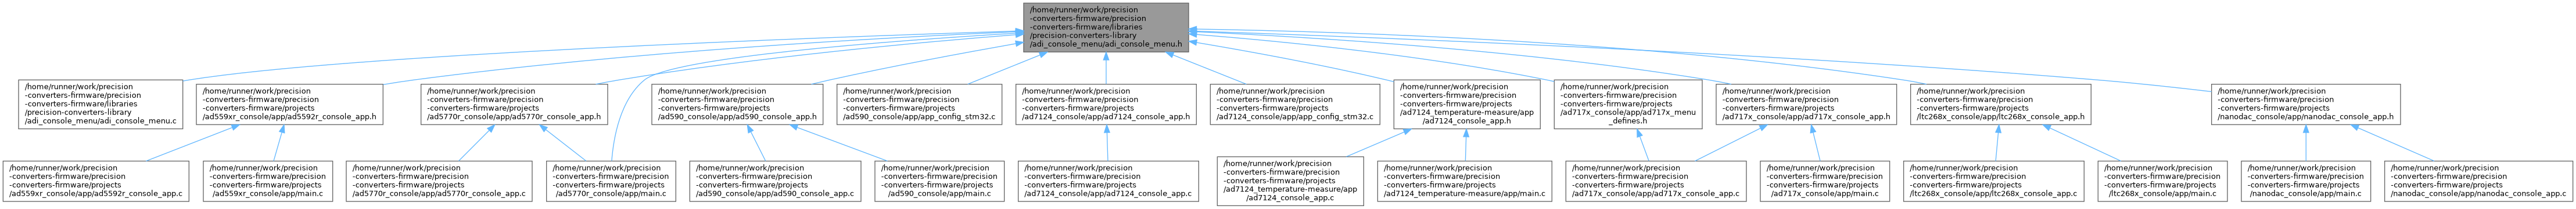 /home/runner/work/precision
-converters-firmware/precision
-converters-firmware/libraries
/precision-converters-library
/adi_console_menu/adi_console_menu.h
/home/runner/work/precision
-converters-firmware/precision
-converters-firmware/libraries
/precision-converters-library
/adi_console_menu/adi_console_menu.c
/home/runner/work/precision
-converters-firmware/precision
-converters-firmware/projects
/ad559xr_console/app/ad5592r_console_app.h
/home/runner/work/precision
-converters-firmware/precision
-converters-firmware/projects
/ad5770r_console/app/ad5770r_console_app.h
/home/runner/work/precision
-converters-firmware/precision
-converters-firmware/projects
/ad590_console/app/ad590_console_app.h
/home/runner/work/precision
-converters-firmware/precision
-converters-firmware/projects
/ad590_console/app/app_config_stm32.c
/home/runner/work/precision
-converters-firmware/precision
-converters-firmware/projects
/ad7124_console/app/ad7124_console_app.h
/home/runner/work/precision
-converters-firmware/precision
-converters-firmware/projects
/ad7124_console/app/app_config_stm32.c
/home/runner/work/precision
-converters-firmware/precision
-converters-firmware/projects
/ad7124_temperature-measure/app
/ad7124_console_app.h
/home/runner/work/precision
-converters-firmware/precision
-converters-firmware/projects
/ad717x_console/app/ad717x_menu
_defines.h
/home/runner/work/precision
-converters-firmware/precision
-converters-firmware/projects
/ad717x_console/app/ad717x_console_app.h
/home/runner/work/precision
-converters-firmware/precision
-converters-firmware/projects
/ltc268x_console/app/ltc268x_console_app.h
/home/runner/work/precision
-converters-firmware/precision
-converters-firmware/projects
/nanodac_console/app/nanodac_console_app.h
/home/runner/work/precision
-converters-firmware/precision
-converters-firmware/projects
/ad559xr_console/app/ad5592r_console_app.c
/home/runner/work/precision
-converters-firmware/precision
-converters-firmware/projects
/ad559xr_console/app/main.c
/home/runner/work/precision
-converters-firmware/precision
-converters-firmware/projects
/ad5770r_console/app/ad5770r_console_app.c
/home/runner/work/precision
-converters-firmware/precision
-converters-firmware/projects
/ad5770r_console/app/main.c
/home/runner/work/precision
-converters-firmware/precision
-converters-firmware/projects
/ad590_console/app/ad590_console_app.c
/home/runner/work/precision
-converters-firmware/precision
-converters-firmware/projects
/ad590_console/app/main.c
/home/runner/work/precision
-converters-firmware/precision
-converters-firmware/projects
/ad7124_console/app/ad7124_console_app.c
/home/runner/work/precision
-converters-firmware/precision
-converters-firmware/projects
/ad7124_temperature-measure/app
/ad7124_console_app.c
/home/runner/work/precision
-converters-firmware/precision
-converters-firmware/projects
/ad7124_temperature-measure/app/main.c
/home/runner/work/precision
-converters-firmware/precision
-converters-firmware/projects
/ad717x_console/app/ad717x_console_app.c
/home/runner/work/precision
-converters-firmware/precision
-converters-firmware/projects
/ad717x_console/app/main.c
/home/runner/work/precision
-converters-firmware/precision
-converters-firmware/projects
/ltc268x_console/app/ltc268x_console_app.c
/home/runner/work/precision
-converters-firmware/precision
-converters-firmware/projects
/ltc268x_console/app/main.c
/home/runner/work/precision
-converters-firmware/precision
-converters-firmware/projects
/nanodac_console/app/main.c
/home/runner/work/precision
-converters-firmware/precision
-converters-firmware/projects
/nanodac_console/app/nanodac_console_app.c